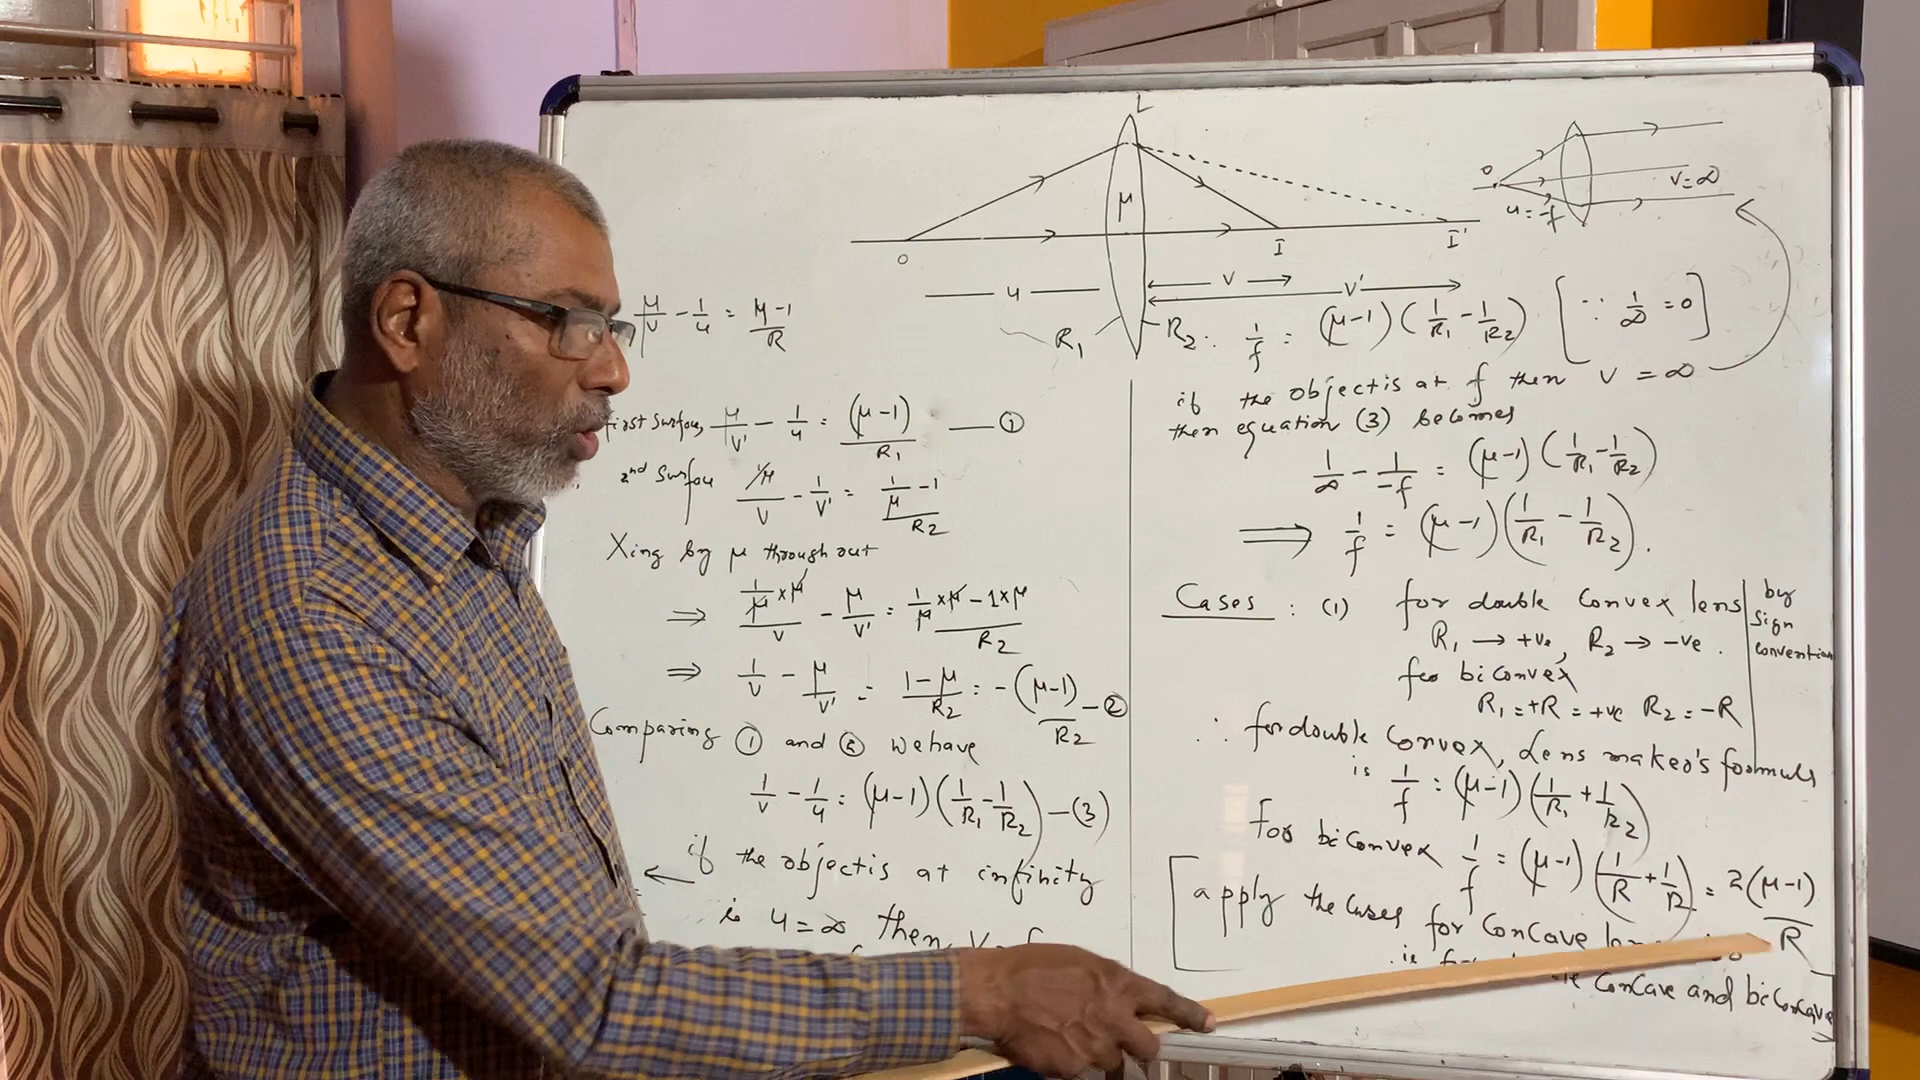 L
μ
O
I
I'
u
v
v'
R₁
R₂
O
u = -f
v = ∞
μ/v - 1/u = μ-1/R
first surface, μ/v' - 1/u = (μ-1)/R₁ —— ①
2nd surface 1/μ/v - 1/v' = 1/μ - 1/R₂
Xing by μ through out
⇒ 1/μ×μ/v - μ/v' = 1/μ×μ - 1×μ/R₂
⇒ 1/v - μ/v' = 1-μ/R₂ = -(μ-1)/R₂ - ②
Comparing ① and ② we have
1/v - 1/u = (μ-1)(1/R₁ - 1/R₂) - (3)
← if the object is at infinity
u = ∞ then
∴ 1/f = (μ-1)(1/R₁ - 1/R₂) [∵ 1/∞ = 0]
if the object is at f then v = ∞
then equation (3) becomes
1/∞ - 1/-f = (μ-1)(1/R₁ - 1/R₂)
⇒ 1/f = (μ-1)(1/R₁ - 1/R₂).
Cases : (1) for double convex lens
R₁ → +ve, R₂ → -ve.
by
sign
convention
for biconvex
R₁ = +R = +ve R₂ = -R
∴ for double convex, Lens maker's formula
is 1/f = (μ-1)(1/R₁ + 1/R₂)
For biconvex 1/f = (μ-1)(1/R + 1/R) = 2(μ-1)/R
[apply the cases for concave
concave and biconcave